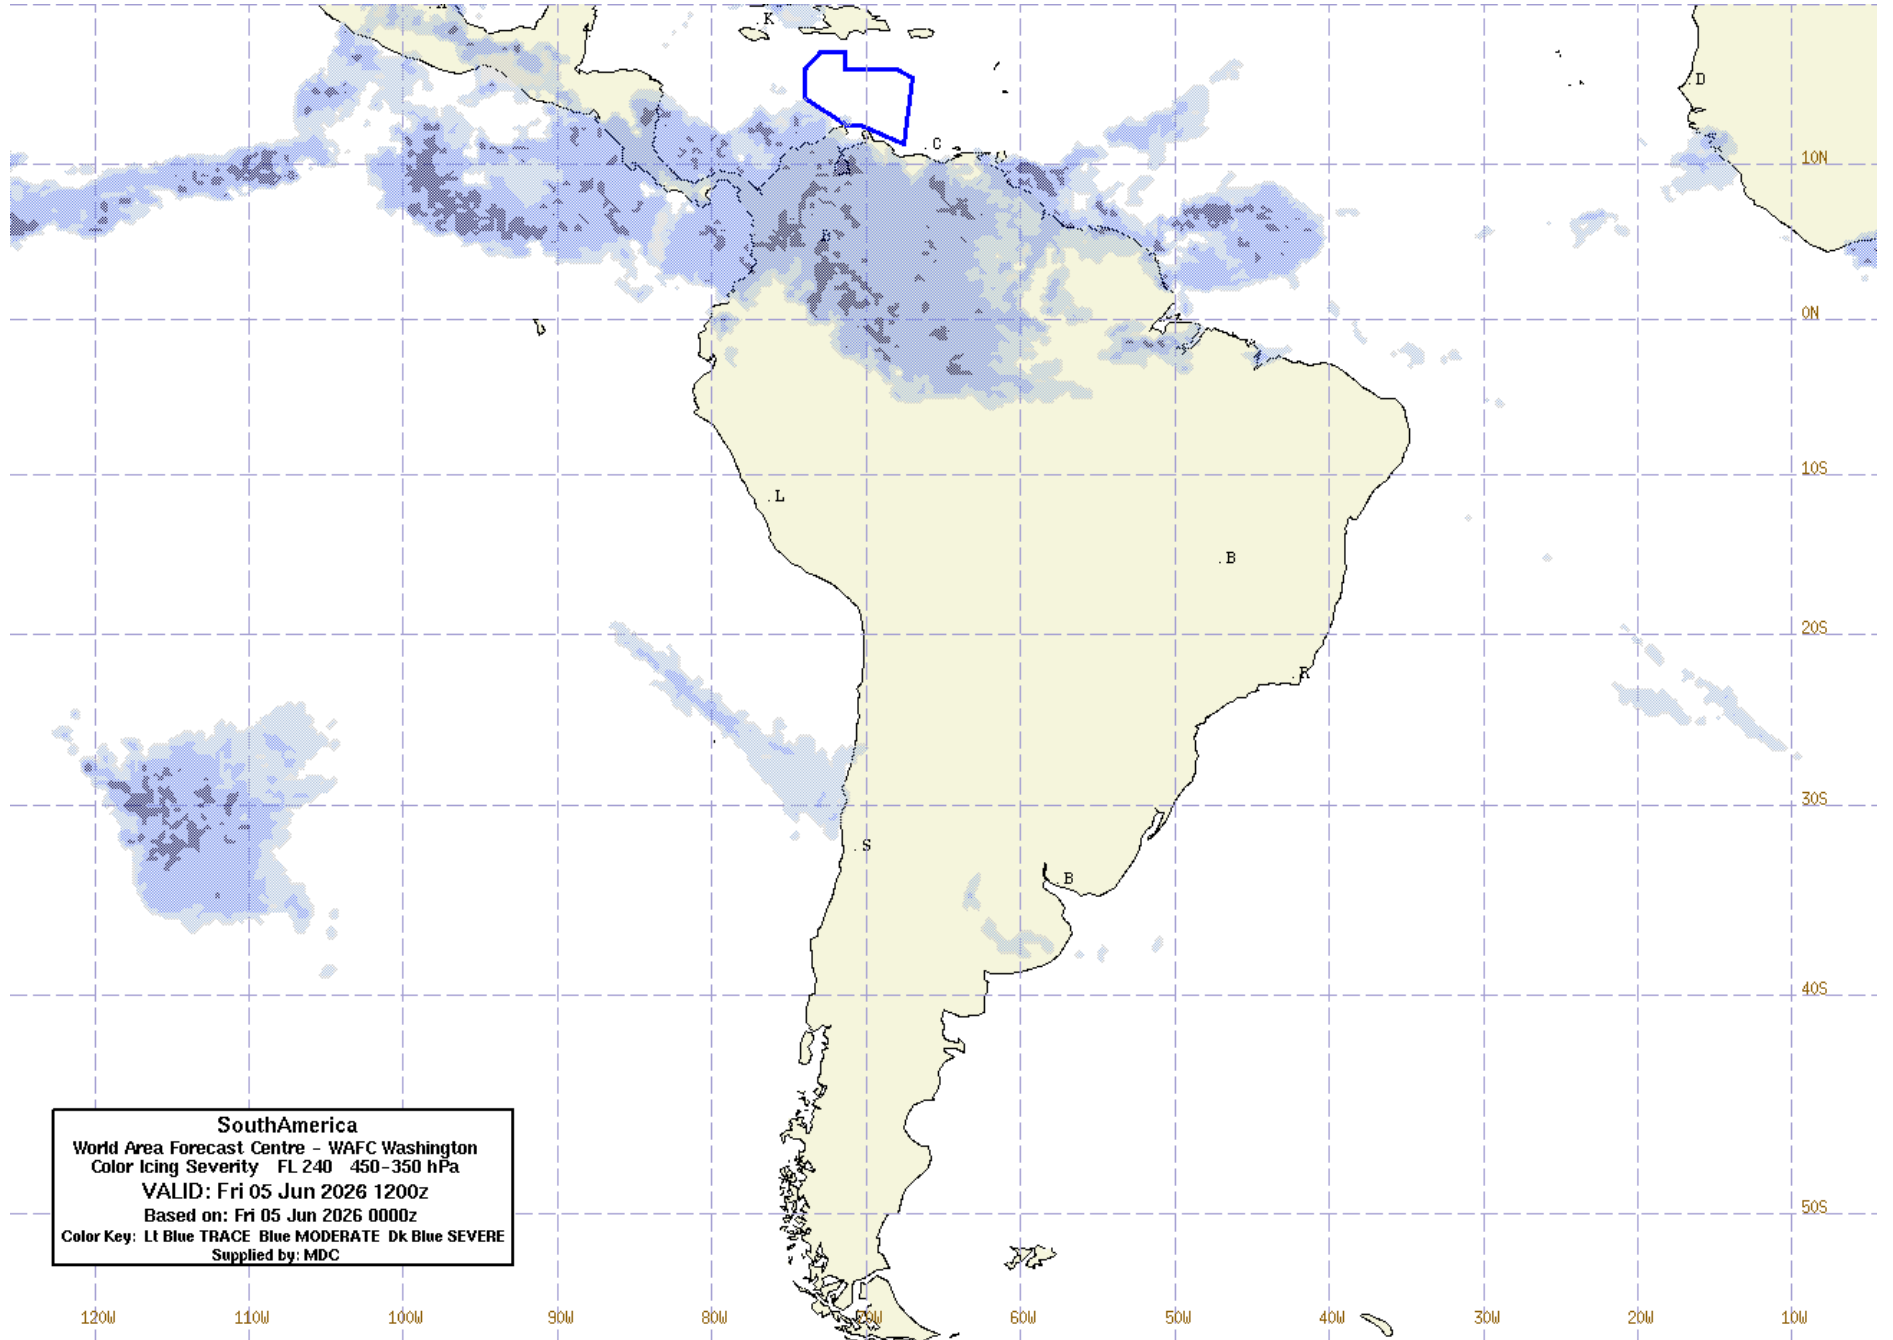 A
K
D
C
10N
B
0N
10S
L
B
20S
R
30S
S
B
40S
50S
SouthAmerica
World Area Forecast Centre - WAFC Washington
Color Icing Severity FL 240 450-350 hPa
VALID: Fri 05 Jun 2026 1200z
Based on: Fri 05 Jun 2026 0000z
Color Key: Lt Blue TRACE Blue MODERATE Dk Blue SEVERE
Supplied by: MDC
120W 110W 100W 90W 80W 70W 60W 50W 40W 30W 20W 10W